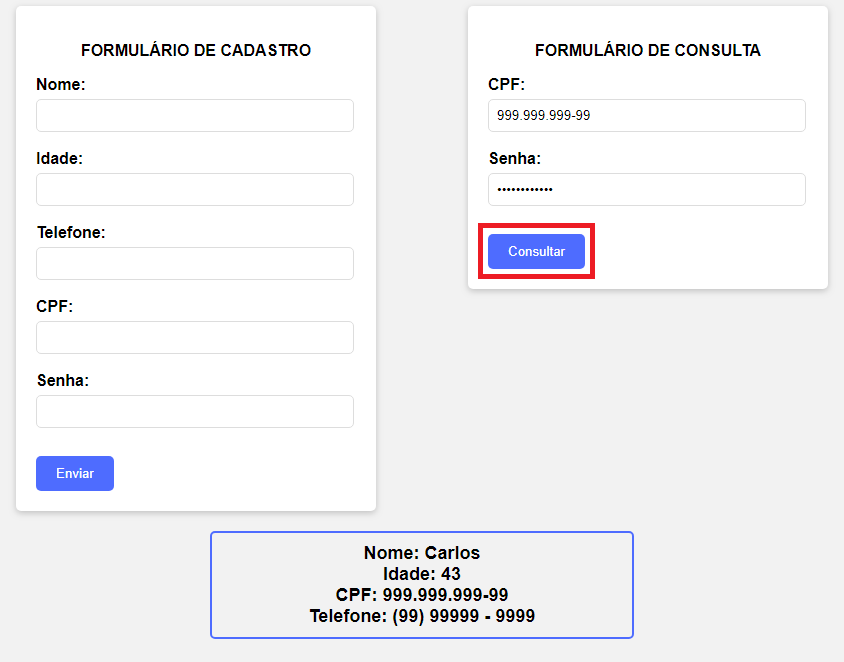 FORMULÁRIO DE CADASTRO
Nome:
Idade:
Telefone:
CPF:
Senha:
Enviar
FORMULÁRIO DE CONSULTA
CPF:
999.999.999-99
Senha:
••••••••••••
Consultar
Nome: Carlos
Idade: 43
CPF: 999.999.999-99
Telefone: (99) 99999 - 9999